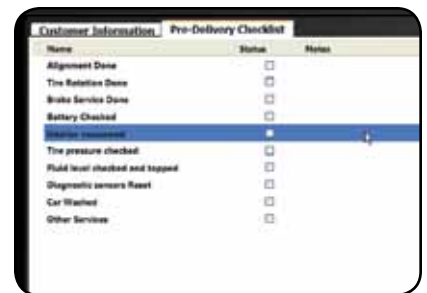 Customer Information Pre-Delivery Checklist
Name Status Notes
Alignment Done
Tire Rotation Done
Brake Service Done
Battery Checked
Interior vacuumed
Tire pressure checked
Fluid level checked and topped
Diagnostic sensors Reset
Car Washed
Other Services